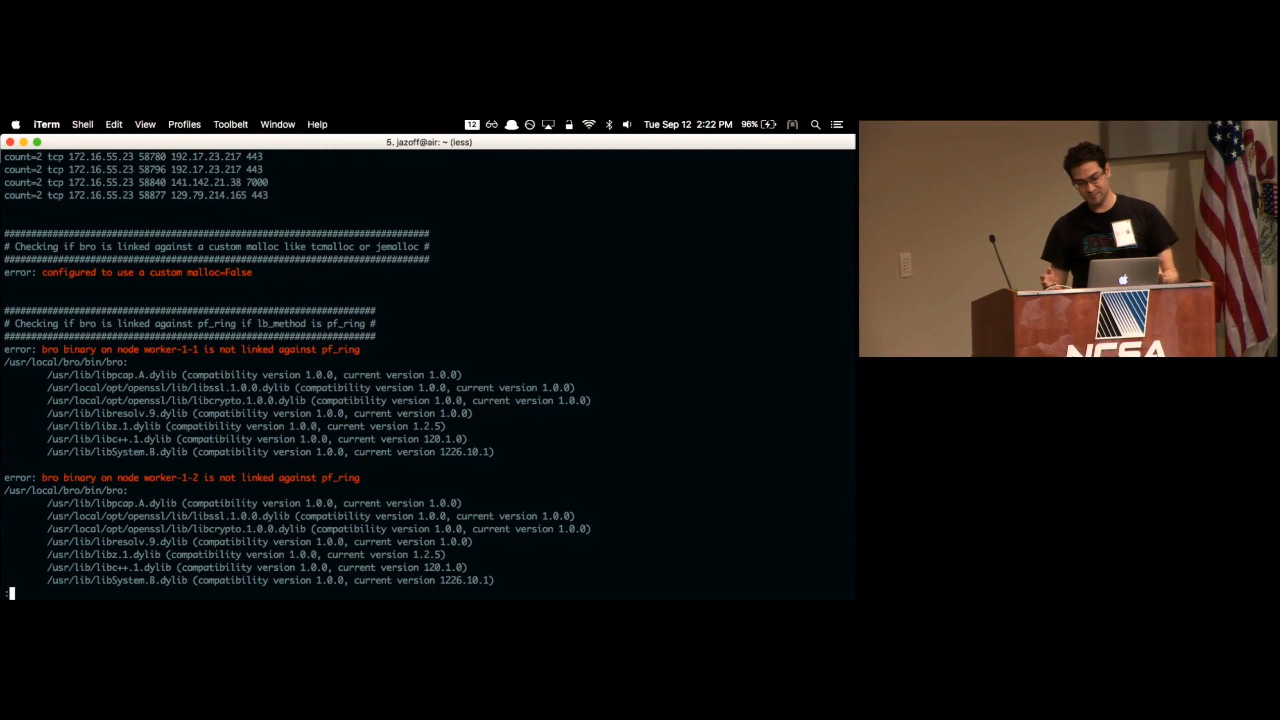 iTerm Shell Edit View Profiles Toolbelt Window Help 12 Tue Sep 12 2:22 PM 96%
5. jazoff@air: ~ (less)
count=2 tcp 172.16.55.23 58780 192.17.23.217 443
count=2 tcp 172.16.55.23 58796 192.17.23.217 443
count=2 tcp 172.16.55.23 58840 141.142.21.38 7000
count=2 tcp 172.16.55.23 58877 129.79.214.165 443
################################################################################
# Checking if bro is linked against a custom malloc like tcmalloc or jemalloc #
################################################################################
error: configured to use a custom malloc=False
######################################################################
# Checking if bro is linked against pf_ring if lb_method is pf_ring #
######################################################################
error: bro binary on node worker-1-1 is not linked against pf_ring
/usr/local/bro/bin/bro:
/usr/lib/libpcap.A.dylib (compatibility version 1.0.0, current version 1.0.0)
/usr/local/opt/openssl/lib/libssl.1.0.0.dylib (compatibility version 1.0.0, current version 1.0.0)
/usr/local/opt/openssl/lib/libcrypto.1.0.0.dylib (compatibility version 1.0.0, current version 1.0.0)
/usr/lib/libresolv.9.dylib (compatibility version 1.0.0, current version 1.0.0)
/usr/lib/libz.1.dylib (compatibility version 1.0.0, current version 1.2.5)
/usr/lib/libc++.1.dylib (compatibility version 1.0.0, current version 120.1.0)
/usr/lib/libSystem.B.dylib (compatibility version 1.0.0, current version 1226.10.1)
error: bro binary on node worker-1-2 is not linked against pf_ring
/usr/local/bro/bin/bro:
/usr/lib/libpcap.A.dylib (compatibility version 1.0.0, current version 1.0.0)
/usr/local/opt/openssl/lib/libssl.1.0.0.dylib (compatibility version 1.0.0, current version 1.0.0)
/usr/local/opt/openssl/lib/libcrypto.1.0.0.dylib (compatibility version 1.0.0, current version 1.0.0)
/usr/lib/libresolv.9.dylib (compatibility version 1.0.0, current version 1.0.0)
/usr/lib/libz.1.dylib (compatibility version 1.0.0, current version 1.2.5)
/usr/lib/libc++.1.dylib (compatibility version 1.0.0, current version 120.1.0)
/usr/lib/libSystem.B.dylib (compatibility version 1.0.0, current version 1226.10.1)
:
NCSA